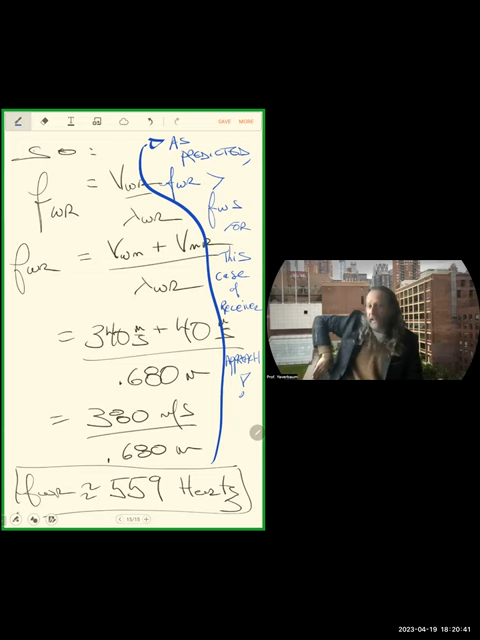 SAVE MORE
SO:
AS
PREDICTED,
fWR = VWR / λWR
fWR >
fWS
FOR
This
case
of
Receiver
APPROACH
!
fWR = VWM + VMR / λWR
= 340 m/s + 40 m/s
.680 m
= 380 m/s
.680 m
fWR ≈ 559 Hertz
15/15
Prof. Yaverbaum
2023-04-19 18:20:41